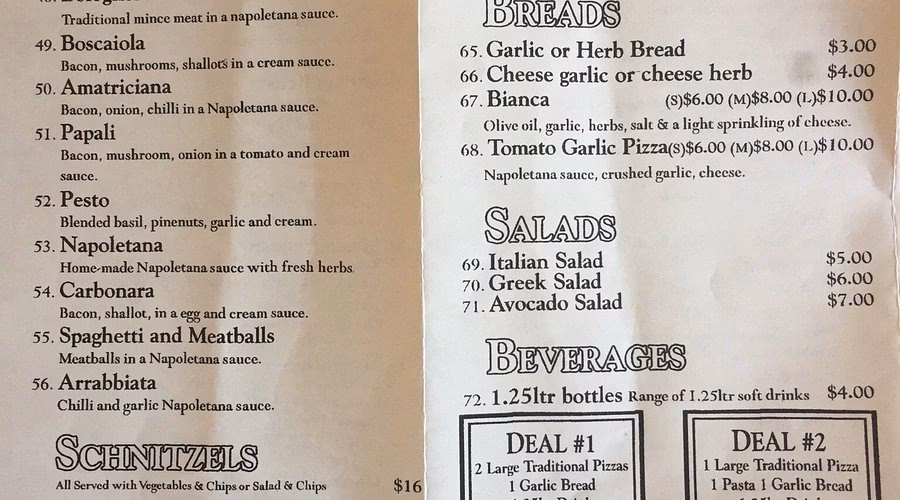 Traditional mince meat in a napoletana sauce.
49. Boscaiola
Bacon, mushrooms, shallots in a cream sauce.
50. Amatriciana
Bacon, onion, chilli in a Napoletana sauce.
51. Papali
Bacon, mushroom, onion in a tomato and cream
sauce.
52. Pesto
Blended basil, pinenuts, garlic and cream.
53. Napoletana
Home-made Napoletana sauce with fresh herbs.
54. Carbonara
Bacon, shallot, in a egg and cream sauce.
55. Spaghetti and Meatballs
Meatballs in a Napoletana sauce.
56. Arrabbiata
Chilli and garlic Napoletana sauce.
SCHNITZELS
All Served with Vegetables & Chips or Salad & Chips $16
BREADS
65. Garlic or Herb Bread $3.00
66. Cheese garlic or cheese herb $4.00
67. Bianca (S)$6.00 (M)$8.00 (L)$10.00
Olive oil, garlic, herbs, salt & a light sprinkling of cheese.
68. Tomato Garlic Pizza(S)$6.00 (M)$8.00 (L)$10.00
Napoletana sauce, crushed garlic, cheese.
SALADS
69. Italian Salad $5.00
70. Greek Salad $6.00
71. Avocado Salad $7.00
BEVERAGES
72. 1.25ltr bottles Range of 1.25ltr soft drinks $4.00
DEAL #1
2 Large Traditional Pizzas
1 Garlic Bread
DEAL #2
1 Large Traditional Pizza
1 Pasta 1 Garlic Bread